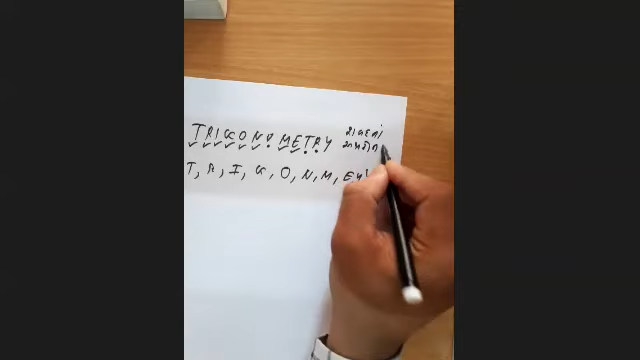 TRIGONOMETRY
T, R, I, G, O, N, M, E, Y